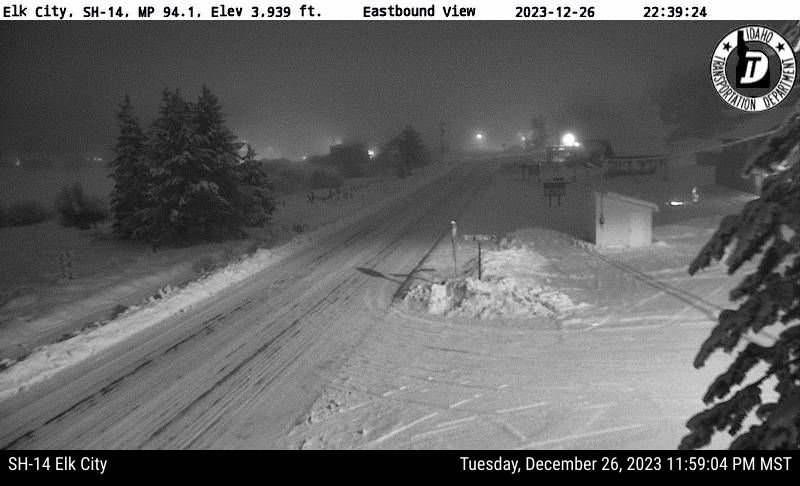 Elk City, SH-14, MP 94.1, Elev 3,939 ft. Eastbound View 2023-12-26 22:39:24
IDAHO
TRANSPORTATION DEPARTMENT
SH-14 Elk City Tuesday, December 26, 2023 11:59:04 PM MST